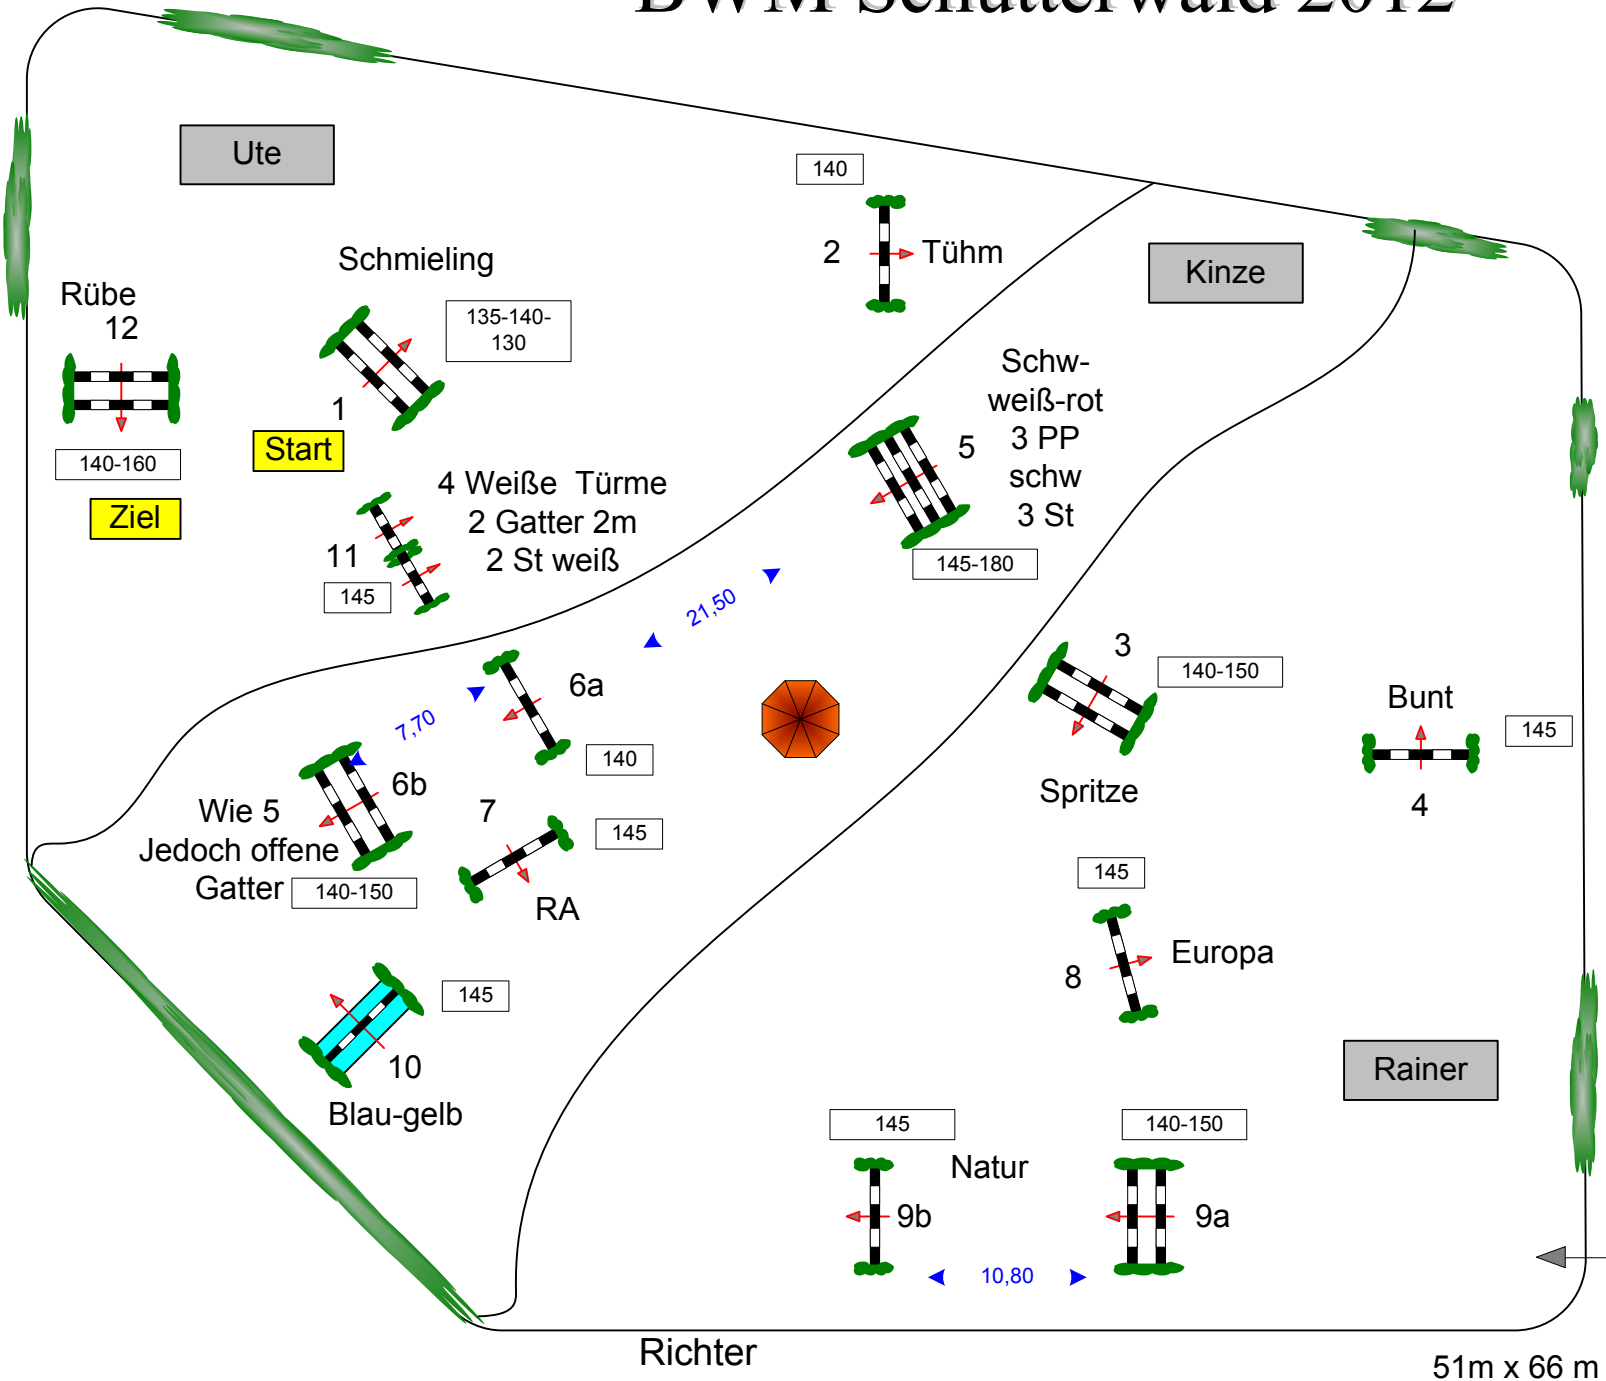 BWM Schutterwald 2012
Ute
140
2
Tühm
Kinze
Schmieling
Rübe
12
135-140-
130
1
Start
140-160
Ziel
4 Weiße Türme
2 Gatter 2m
2 St weiß
11
145
Schw-
weiß-rot
3 PP
schw
3 St
5
145-180
21,50
6a
7,70
140
3
140-150
Spritze
Bunt
145
4
6b
Wie 5
Jedoch offene
Gatter
140-150
7
145
RA
145
8
Europa
145
10
Blau-gelb
Rainer
145
140-150
Natur
9b
9a
10,80
Richter
51m x 66 m